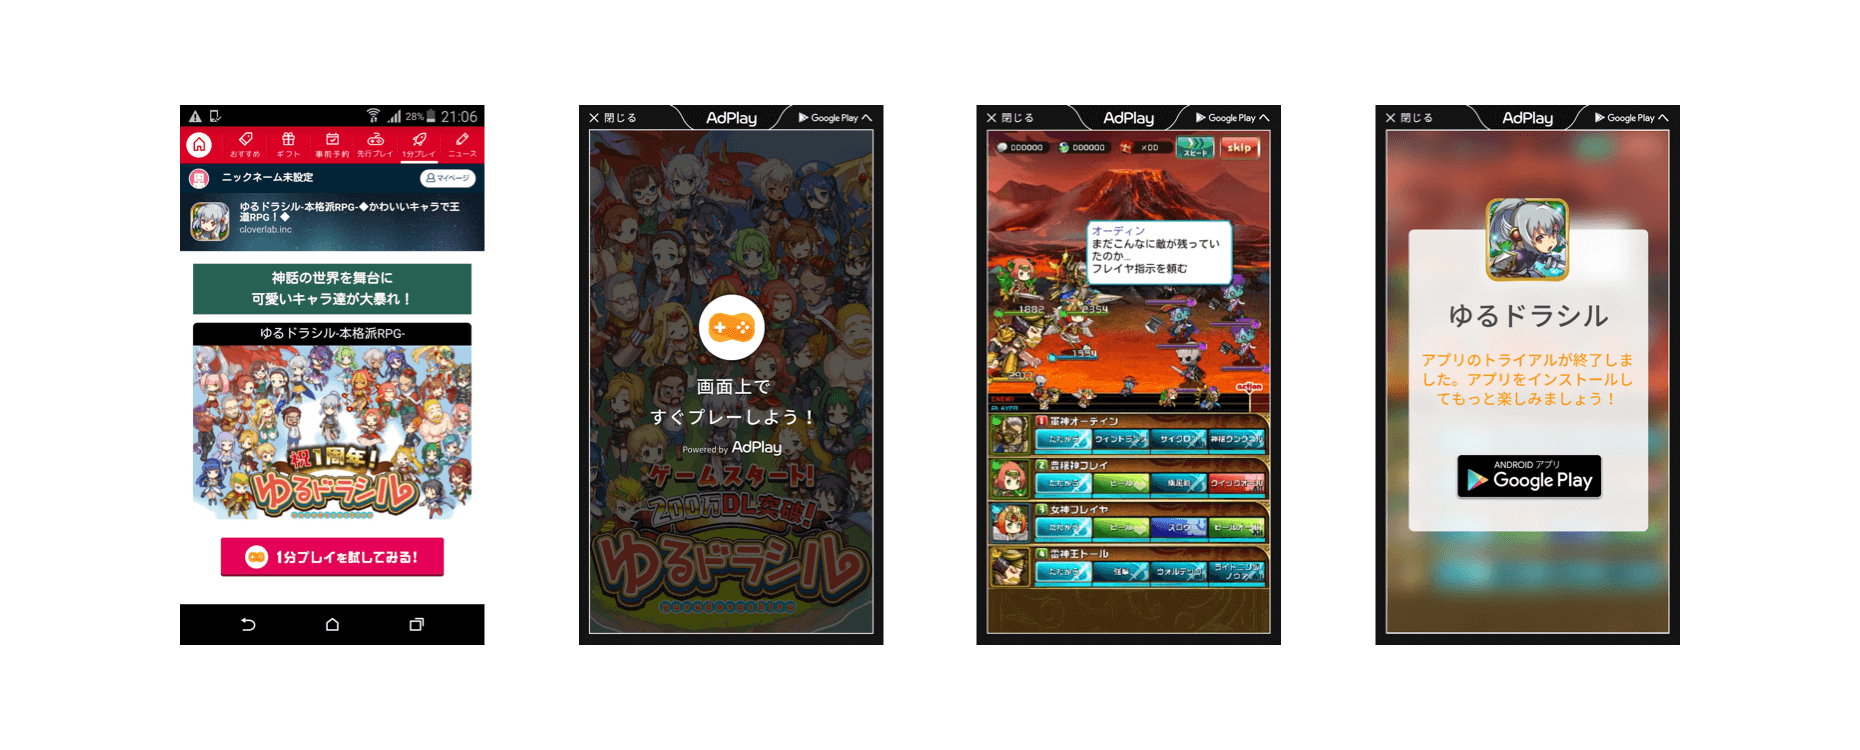 28% 21:06
おすすめ
ギフト
事前予約
先行プレイ
1分プレイ
ニュース
ニックネーム未設定
マイページ
ゆるドラシル-本格派RPG-◆かわいいキャラで王
道RPG！◆
cloverlab.inc
神話の世界を舞台に
可愛いキャラ達が大暴れ！
ゆるドラシル-本格派RPG-
祝1周年!
ゆるドラシル
1分プレイを試してみる!
閉じる
AdPlay
Google Play
画面上で
すぐプレーしよう！
Powered by AdPlay
ゲームスタート!
200万DL突破!
ゆるドラシル
閉じる
AdPlay
Google Play
000000
000000
×00
スピード
skip
オーディン
まだこんなに敵が残ってい
たのか...
フレイヤ指示を頼む
1882
2354
1994
2917
action
ENEMY
PLAYER
1 軍神オーディン
たたかう
ウィンドランス
サイクロン
神槍グングニル
2 豊穣神フレイ
たたかう
ヒール
疾風剣
クイックオール
3 女神フレイヤ
たたかう
ヒール
スロウ
ヒールオール
4 雷神王トール
たたかう
ウォルテック
ライトニング
ノヴァ
閉じる
AdPlay
Google Play
ゆるドラシル
アプリのトライアルが終了しま
した。アプリをインストールし
てもっと楽しみましょう！
ANDROID アプリ
Google Play